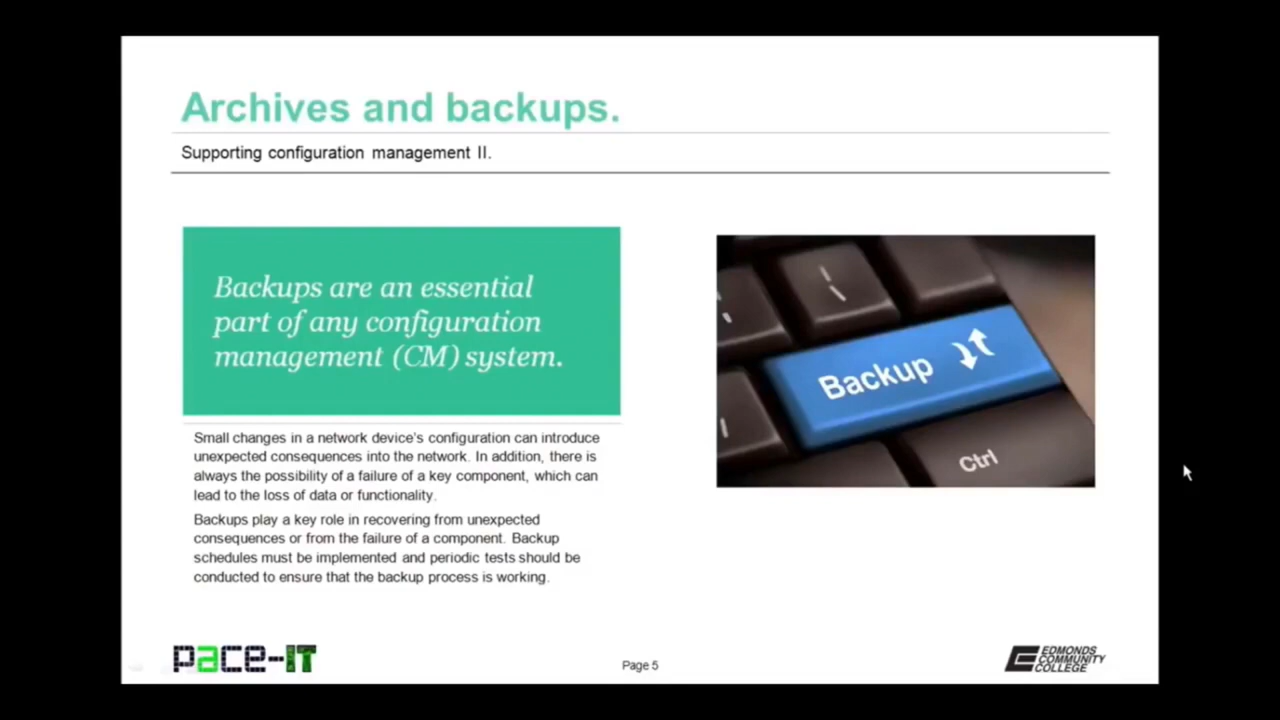 Archives and backups.
Supporting configuration management II.
Backups are an essential
part of any configuration
management (CM) system.
Small changes in a network device's configuration can introduce
unexpected consequences into the network. In addition, there is
always the possibility of a failure of a key component, which can
lead to the loss of data or functionality.
Backups play a key role in recovering from unexpected
consequences or from the failure of a component. Backup
schedules must be implemented and periodic tests should be
conducted to ensure that the backup process is working.
Backup
Ctrl
pace-IT
Page 5
EDMONDS
COMMUNITY
COLLEGE